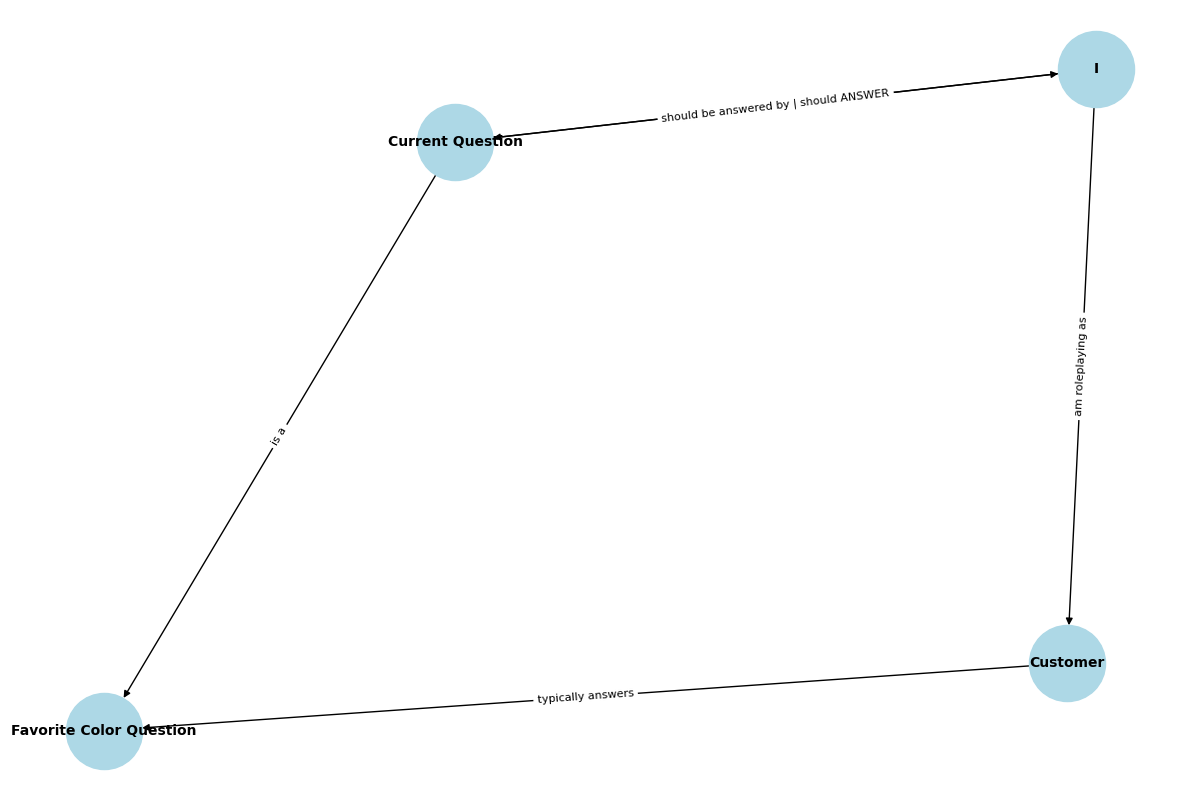 I
should be answered by | should ANSWER
Current Question
am roleplaying as
is a
Customer
typically answers
Favorite Color Question